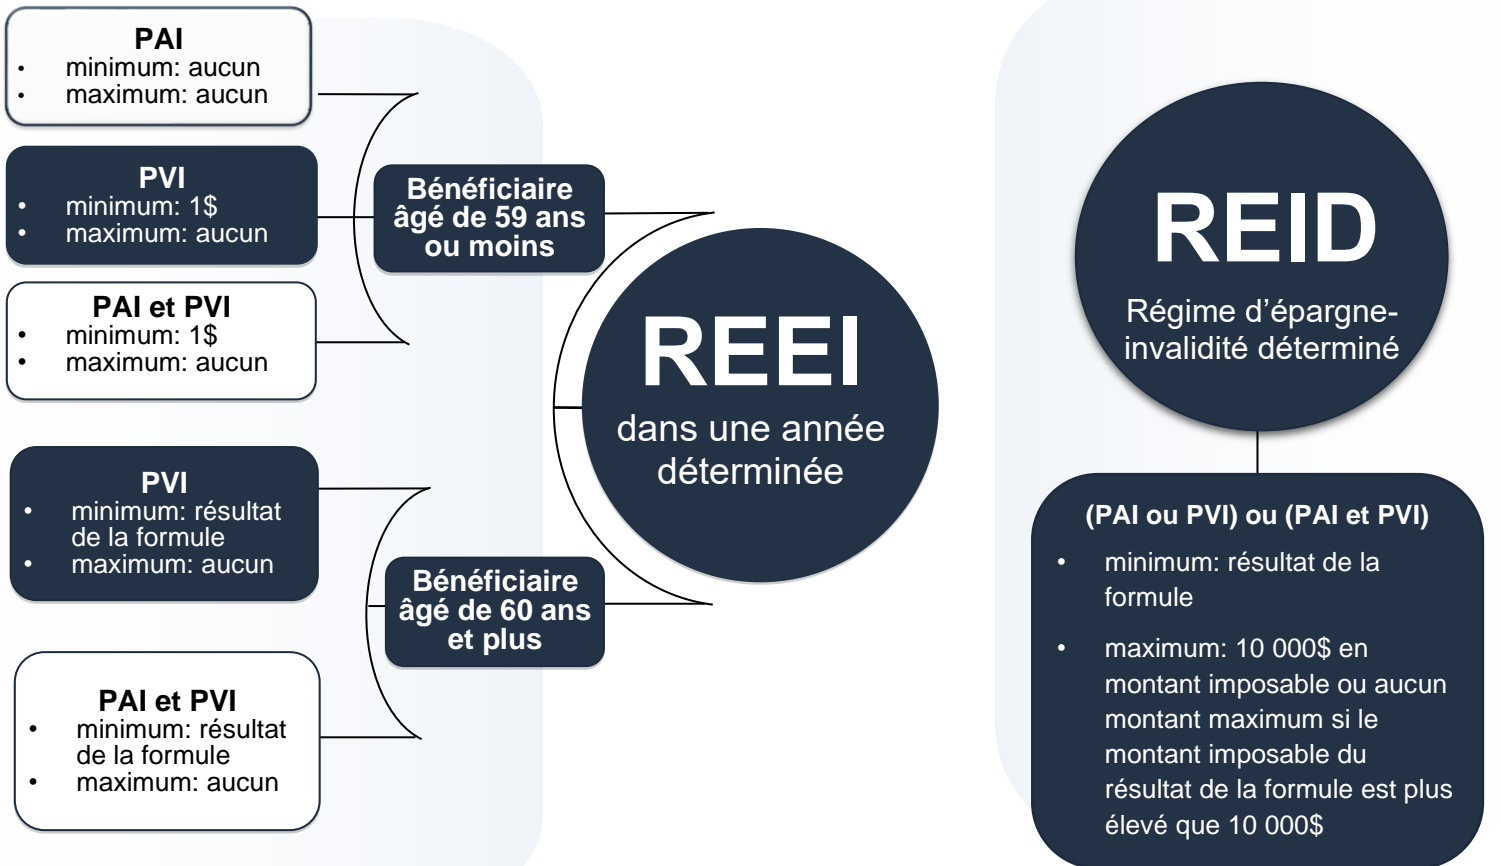 PAI
• minimum: aucun
• maximum: aucun
PVI
• minimum: 1$
• maximum: aucun
PAI et PVI
• minimum: 1$
• maximum: aucun
Bénéficiaire
âgé de 59 ans
ou moins
PVI
• minimum: résultat
de la formule
• maximum: aucun
PAI et PVI
• minimum: résultat
de la formule
• maximum: aucun
Bénéficiaire
âgé de 60 ans
et plus
REEI
dans une année
déterminée
REID
Régime d’épargne-
invalidité déterminé
(PAI ou PVI) ou (PAI et PVI)
• minimum: résultat de la
formule
• maximum: 10 000$ en
montant imposable ou aucun
montant maximum si le
montant imposable du
résultat de la formule est plus
élevé que 10 000$